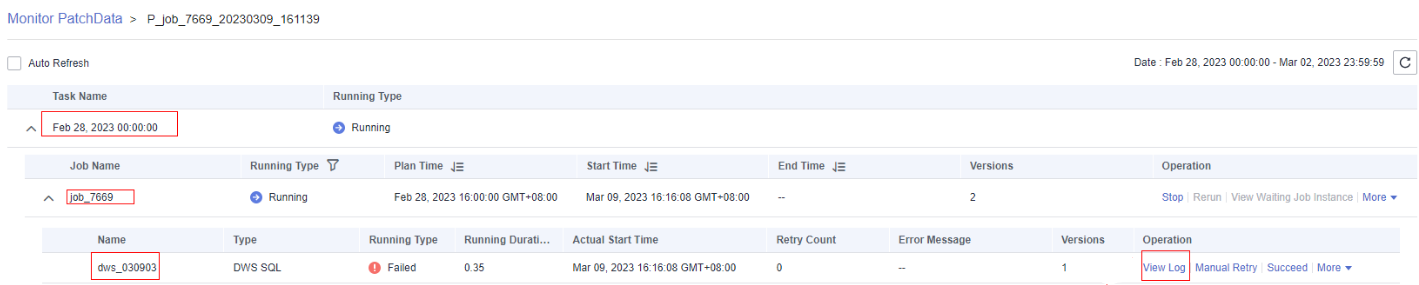 Monitor PatchData > P_job_7669_20230309_161139
Auto Refresh Date : Feb 28, 2023 00:00:00 - Mar 02, 2023 23:59:59
Task Name Running Type
Feb 28, 2023 00:00:00 Running
Job Name Running Type Plan Time Start Time End Time Versions Operation
job_7669 Running Feb 28, 2023 16:00:00 GMT+08:00 Mar 09, 2023 16:16:08 GMT+08:00 -- 2 Stop | Rerun | View Waiting Job Instance | More
Name Type Running Type Running Durati... Actual Start Time Retry Count Error Message Versions Operation
dws_030903 DWS SQL Failed 0.35 Mar 09, 2023 16:16:08 GMT+08:00 0 -- 1 View Log | Manual Retry | Succeed | More